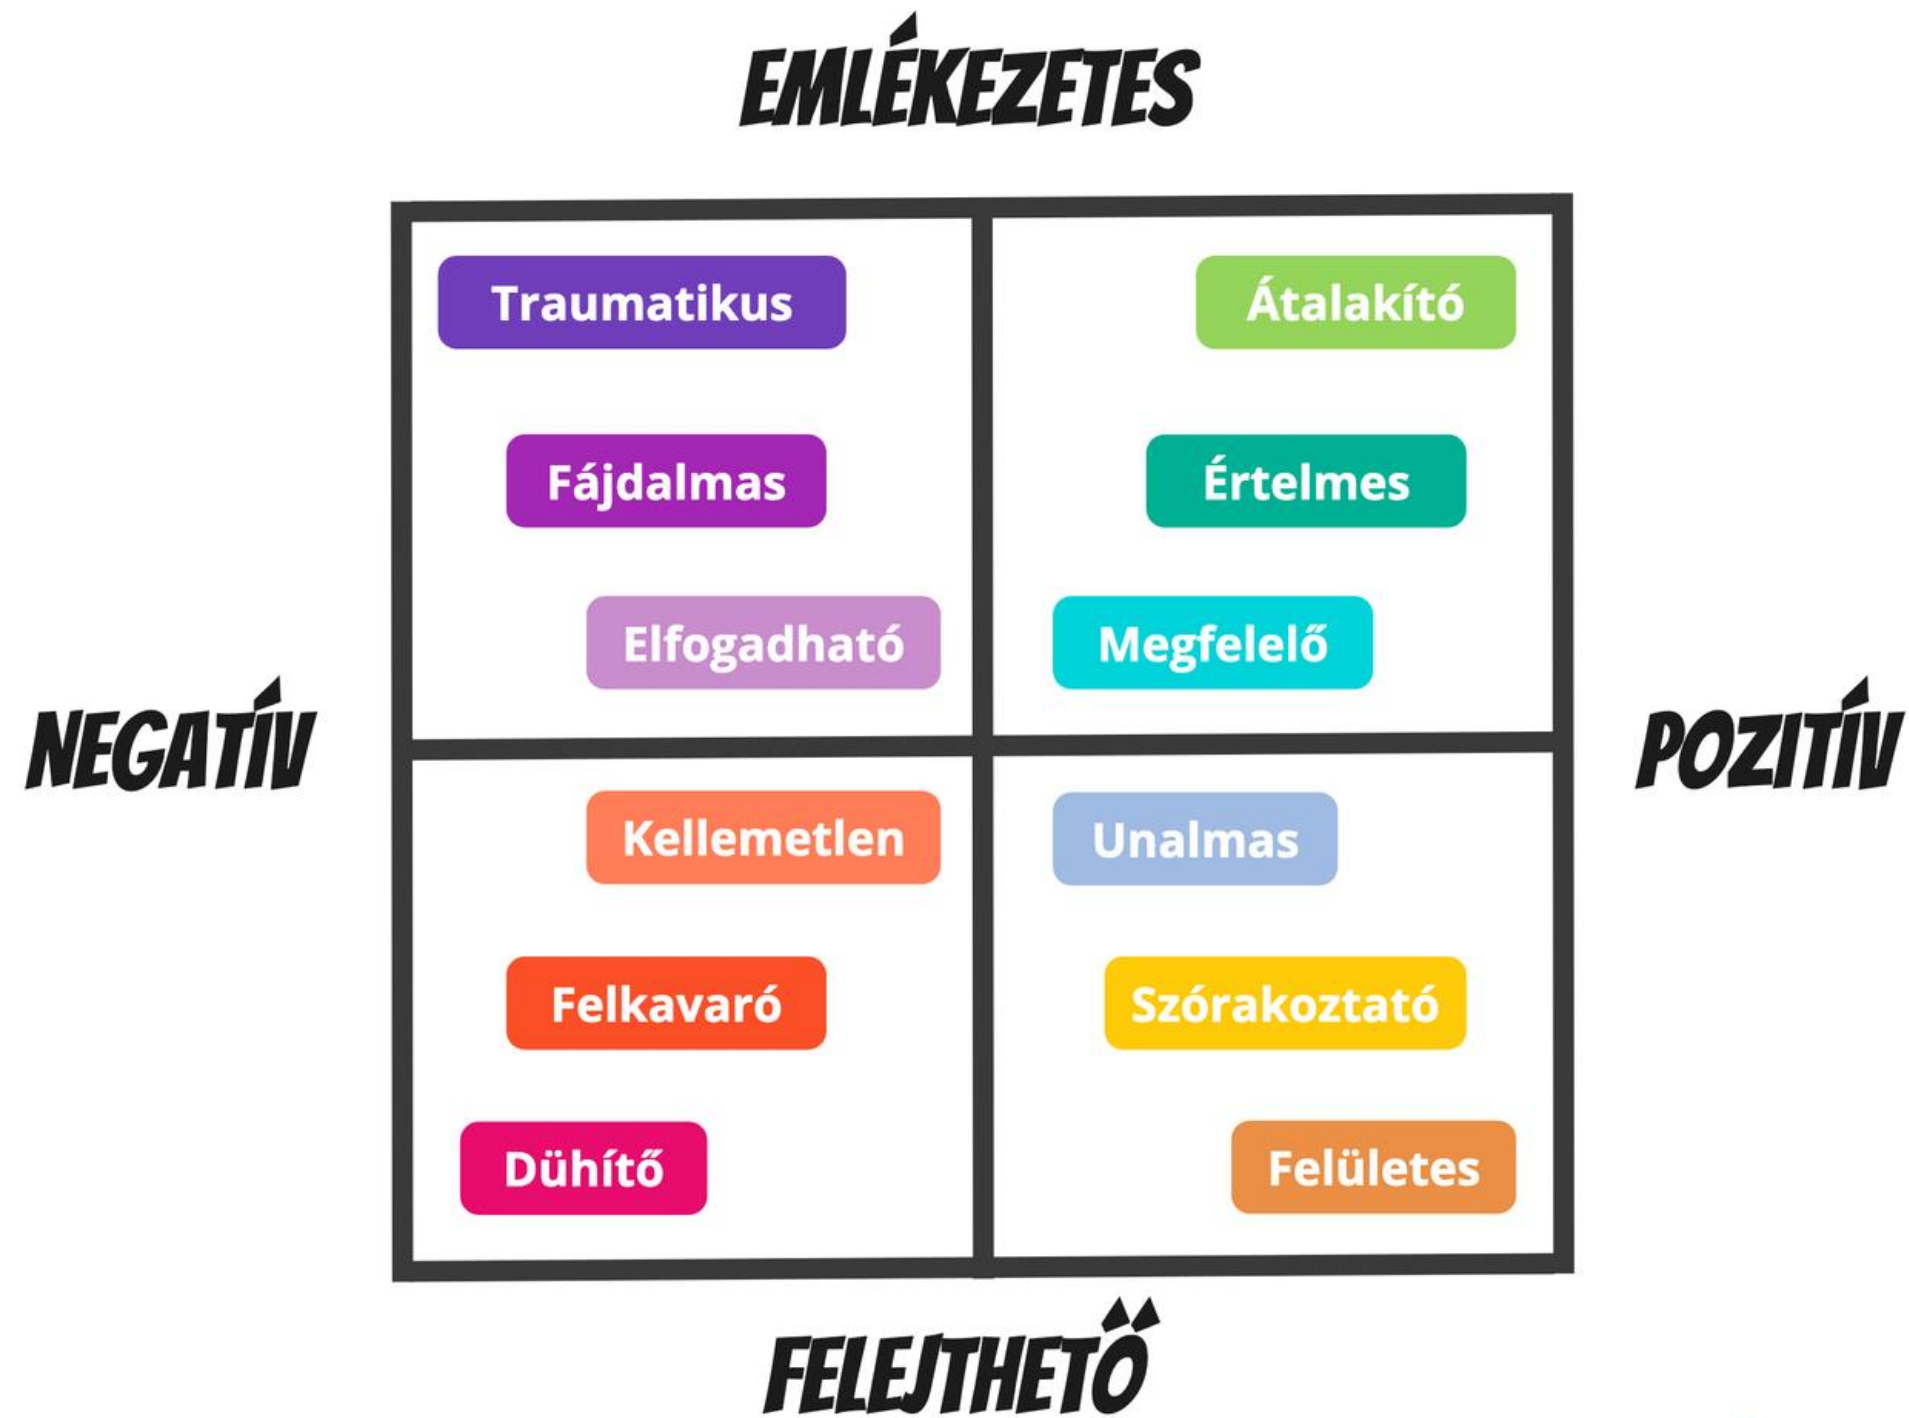 EMLÉKEZETES
Traumatikus
Átalakító
Fájdalmas
Értelmes
Elfogadható
Megfelelő
NEGATÍV
POZITÍV
Kellemetlen
Unalmas
Felkavaró
Szórakoztató
Dühítő
Felületes
FELEJTHETŐ